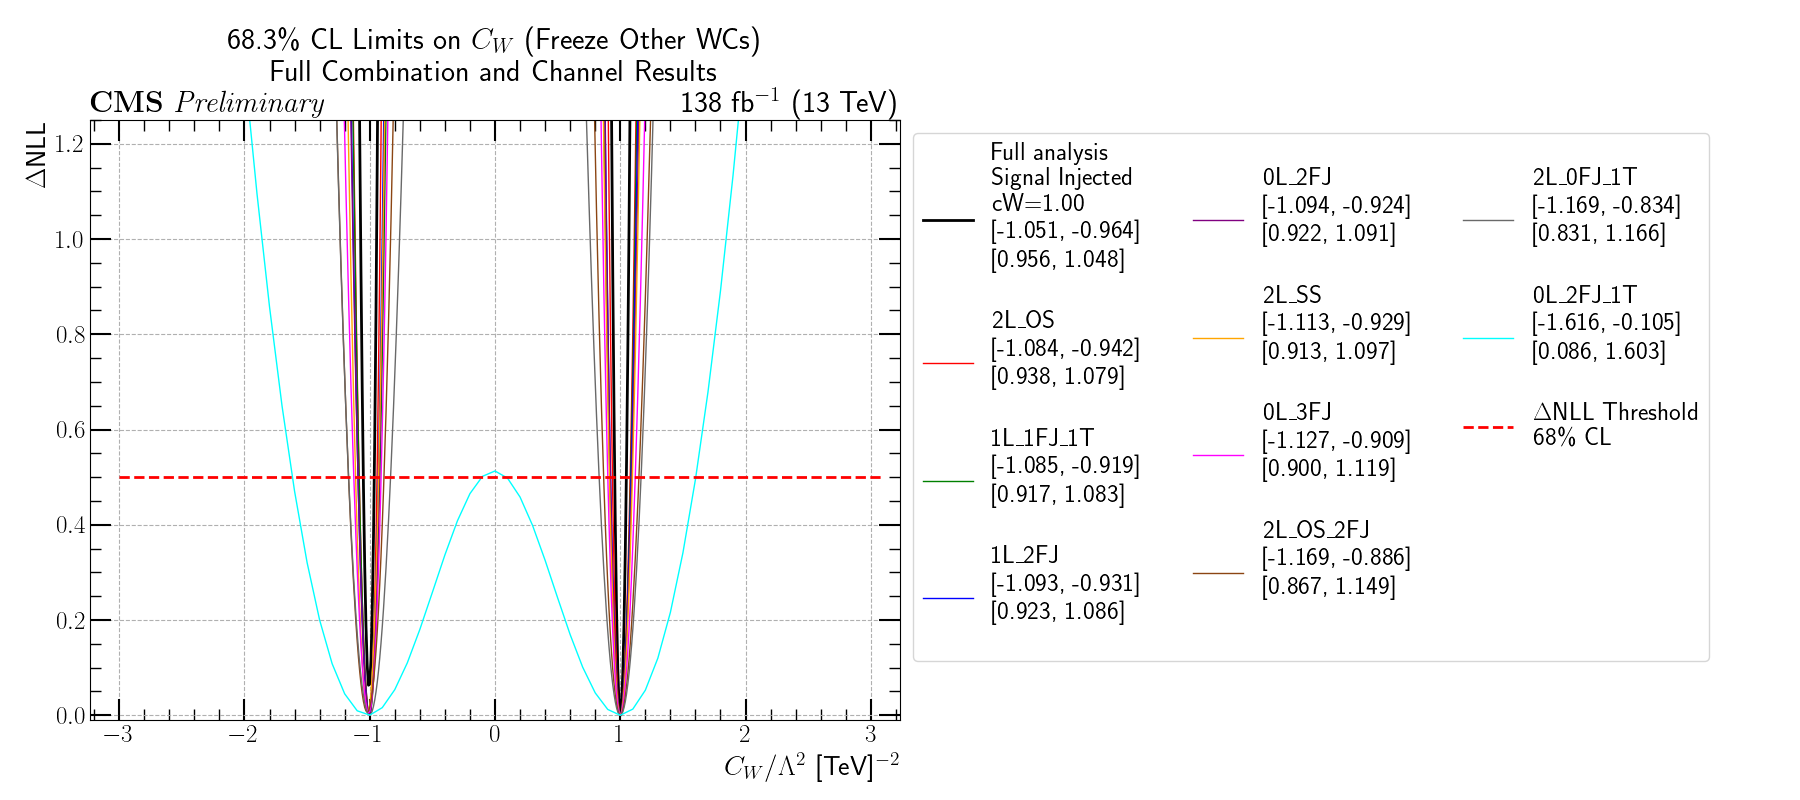 68.3% CL Limits on C_W (Freeze Other WCs)
Full Combination and Channel Results
CMS Preliminary
138 fb⁻¹ (13 TeV)
ΔNLL
1.2
1.0
0.8
0.6
0.4
0.2
0.0
−3
−2
−1
0
1
2
3
C_W/Λ² [TeV]⁻²
Full analysis
Signal Injected
cW=1.00
[-1.051, -0.964]
[0.956, 1.048]
2L_OS
[-1.084, -0.942]
[0.938, 1.079]
1L_1FJ_1T
[-1.085, -0.919]
[0.917, 1.083]
1L_2FJ
[-1.093, -0.931]
[0.923, 1.086]
0L_2FJ
[-1.094, -0.924]
[0.922, 1.091]
2L_SS
[-1.113, -0.929]
[0.913, 1.097]
0L_3FJ
[-1.127, -0.909]
[0.900, 1.119]
2L_OS_2FJ
[-1.169, -0.886]
[0.867, 1.149]
2L_0FJ_1T
[-1.169, -0.834]
[0.831, 1.166]
0L_2FJ_1T
[-1.616, -0.105]
[0.086, 1.603]
ΔNLL Threshold
68% CL